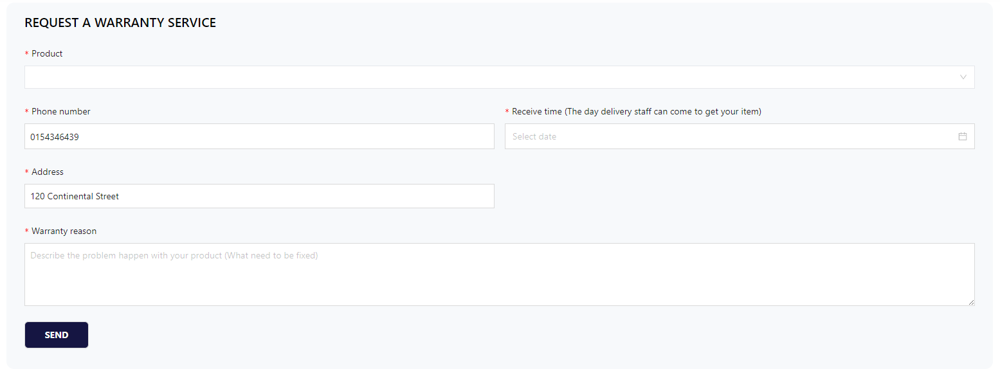 REQUEST A WARRANTY SERVICE
* Product
* Phone number
* Receive time (The day delivery staff can come to get your item)
0154346439
Select date
* Address
120 Continental Street
* Warranty reason
Describe the problem happen with your product (What need to be fixed)
SEND